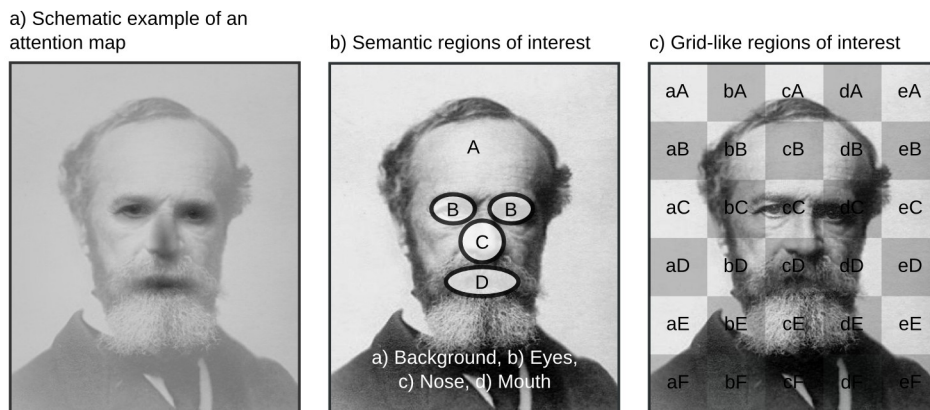 a) Schematic example of an
attention map
b) Semantic regions of interest
A
B B
C
D
a) Background, b) Eyes,
c) Nose, d) Mouth
c) Grid-like regions of interest
aA bA cA dA eA
aB bB cB dB eB
aC bC cC dC eC
aD bD cD dD eD
aE bE cE dE eE
aF bF cF dF eF